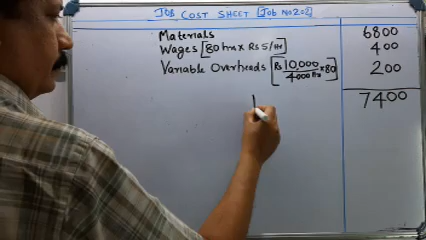 JOB COST SHEET [Job No 202]
Materials 6800
Wages [80 hrs x Rs 5/Hr] 400
Variable Overheads [Rs 10,000/4000 Hrs x 80] 200
7400